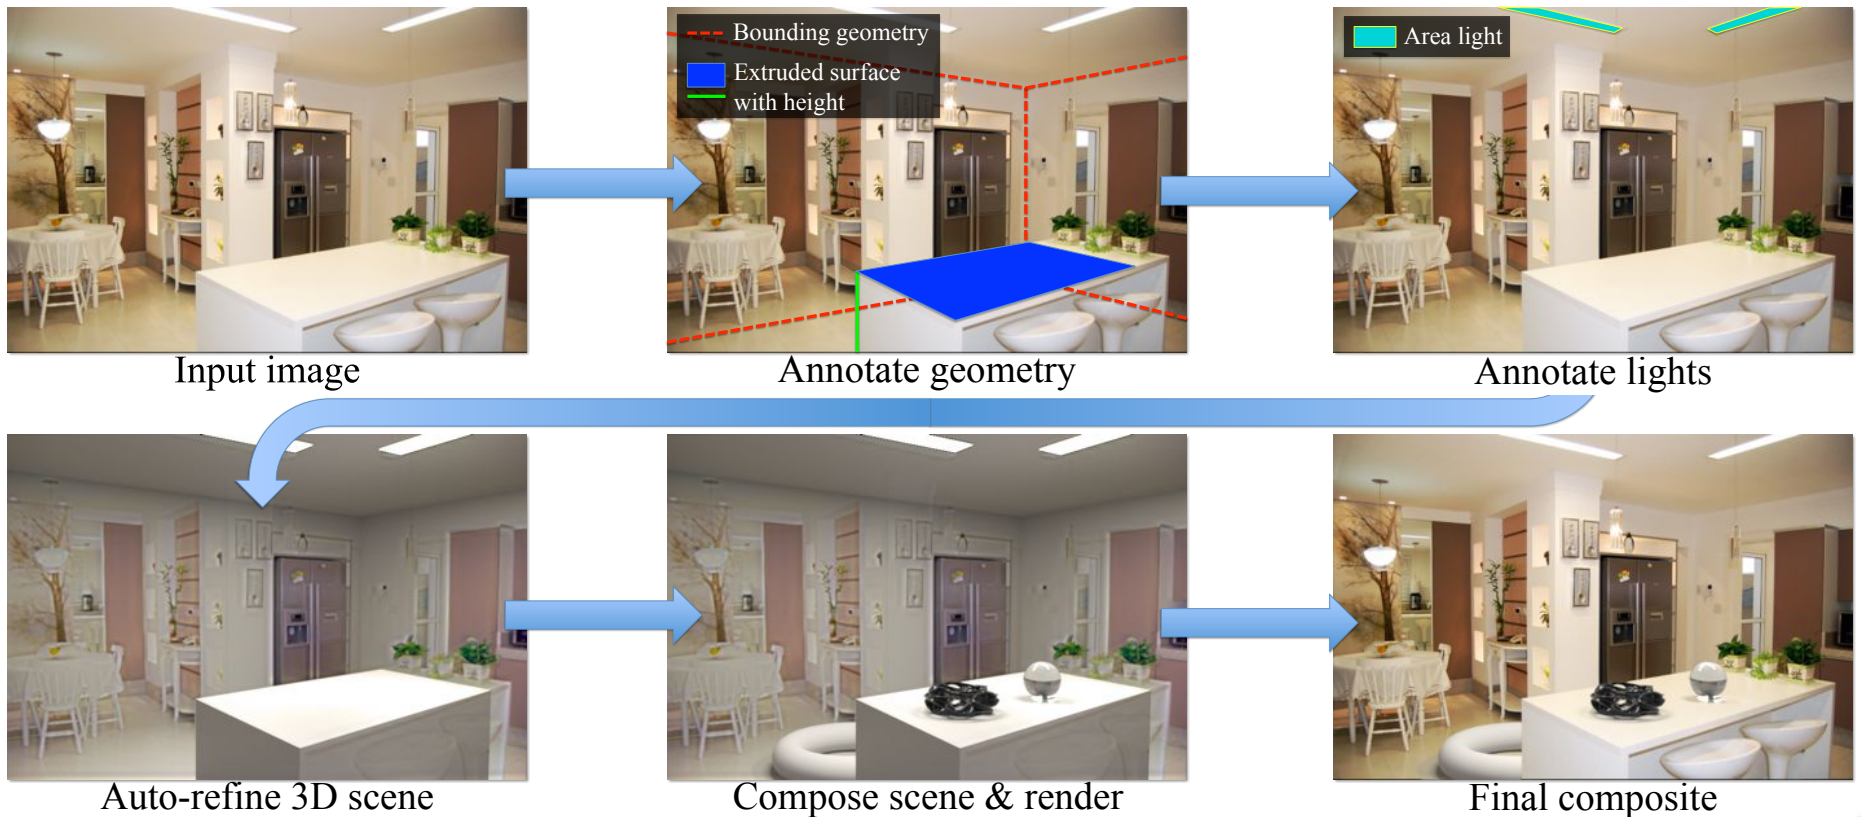 Bounding geometry
Extruded surface
with height
Area light
Input image
Annotate geometry
Annotate lights
Auto-refine 3D scene
Compose scene & render
Final composite